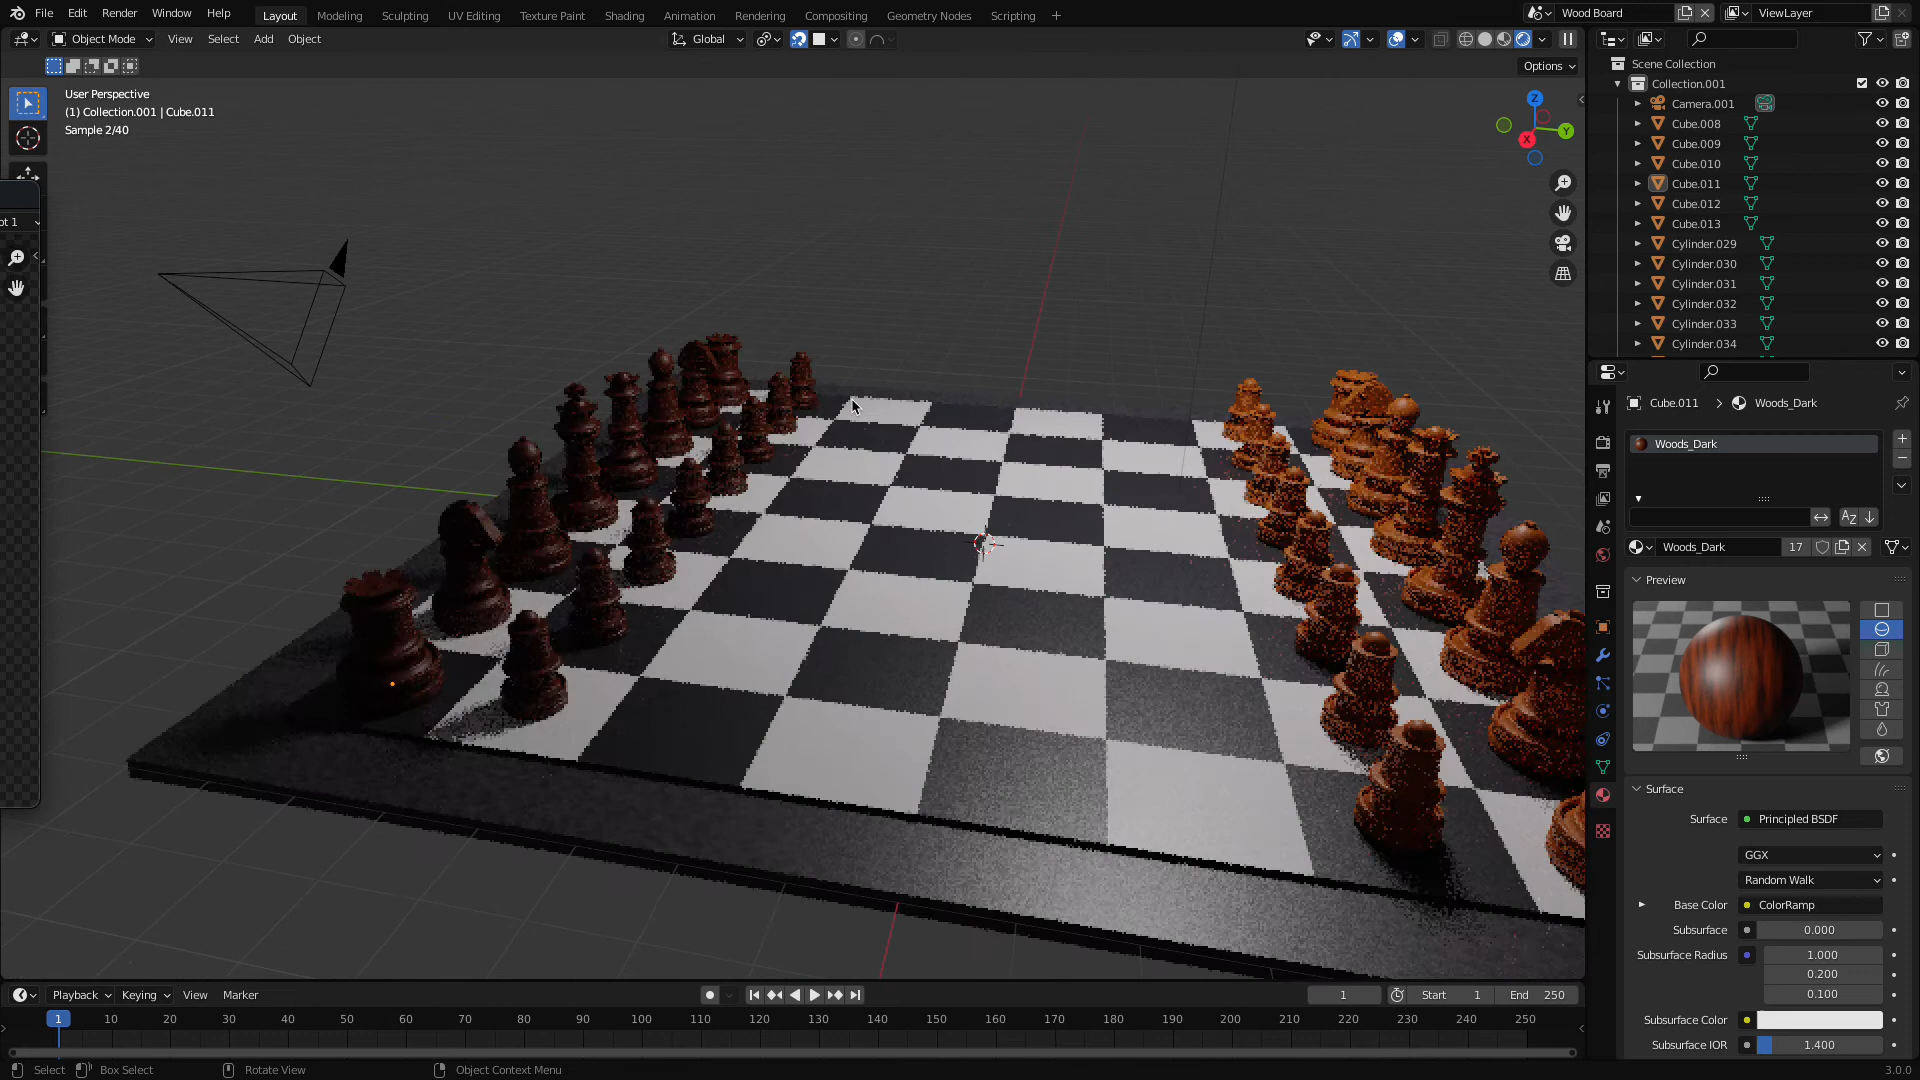 File Edit Render Window Help
Layout Modeling Sculpting UV Editing Texture Paint Shading Animation Rendering Compositing Geometry Nodes Scripting +
Wood Board
ViewLayer
Object Mode View Select Add Object
Global
Options
User Perspective
(1) Collection.001 | Cube.011
Sample 2/40
ot 1
Z
Y
X
Scene Collection
Collection.001
Camera.001
Cube.008
Cube.009
Cube.010
Cube.011
Cube.012
Cube.013
Cylinder.029
Cylinder.030
Cylinder.031
Cylinder.032
Cylinder.033
Cylinder.034
Cube.011 > Woods_Dark
Woods_Dark
Woods_Dark 17
Preview
Surface
Surface Principled BSDF
GGX
Random Walk
Base Color ColorRamp
Subsurface 0.000
Subsurface Radius 1.000
0.200
0.100
Subsurface Color
Subsurface IOR 1.400
Playback Keying View Marker
1 Start 1 End 250
1 10 20 30 40 50 60 70 80 90 100 110 120 130 140 150 160 170 180 190 200 210 220 230 240 250
Select Box Select Rotate View Object Context Menu
3.0.0